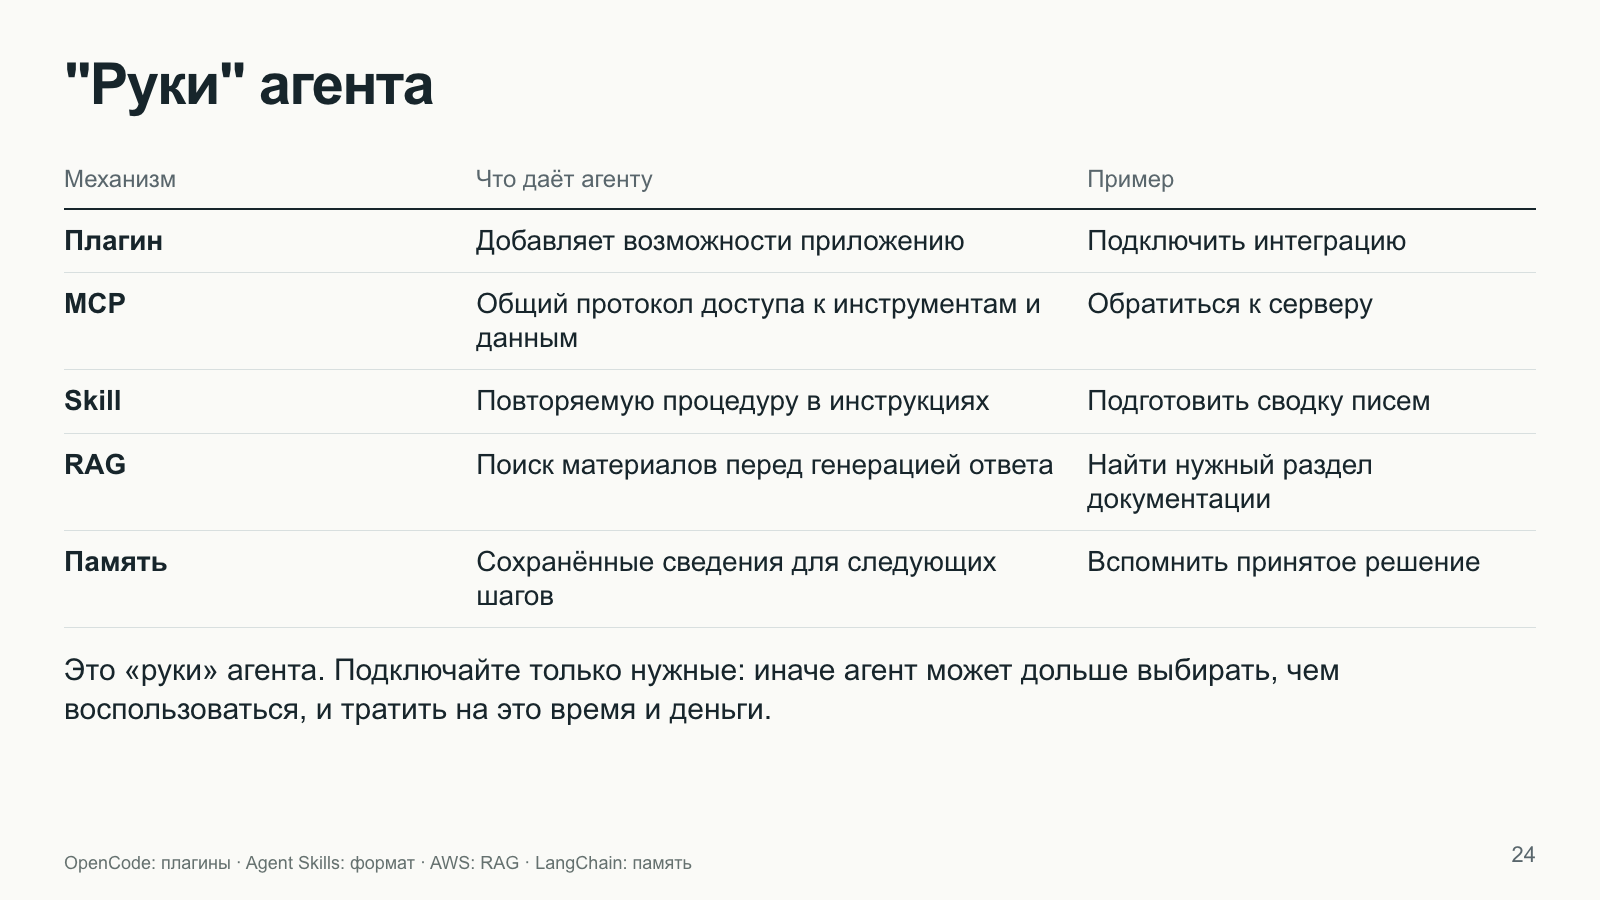 "Руки" агента
Механизм Что даёт агенту Пример
Плагин Добавляет возможности приложению Подключить интеграцию
MCP Общий протокол доступа к инструментам и Обратиться к серверу
данным
Skill Повторяемую процедуру в инструкциях Подготовить сводку писем
RAG Поиск материалов перед генерацией ответа Найти нужный раздел
документации
Память Сохранённые сведения для следующих Вспомнить принятое решение
шагов
Это «руки» агента. Подключайте только нужные: иначе агент может дольше выбирать, чем
воспользоваться, и тратить на это время и деньги.
OpenCode: плагины · Agent Skills: формат · AWS: RAG · LangChain: память
24